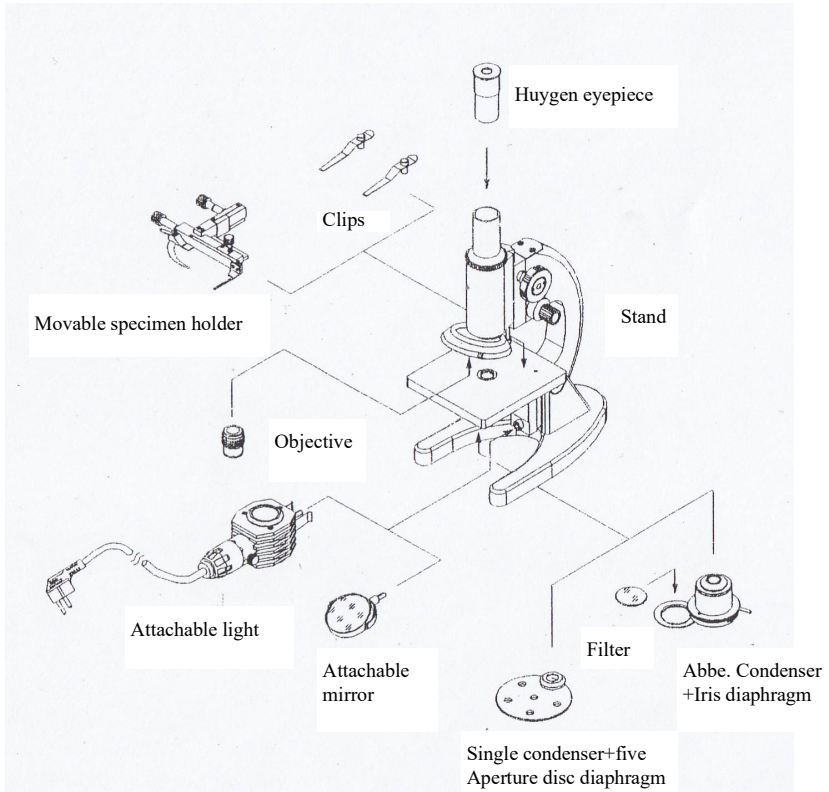 Huygen eyepiece
Clips
Movable specimen holder
Stand
Objective
Attachable light
Attachable
mirror
Filter
Abbe. Condenser
+Iris diaphragm
Single condenser+five
Aperture disc diaphragm